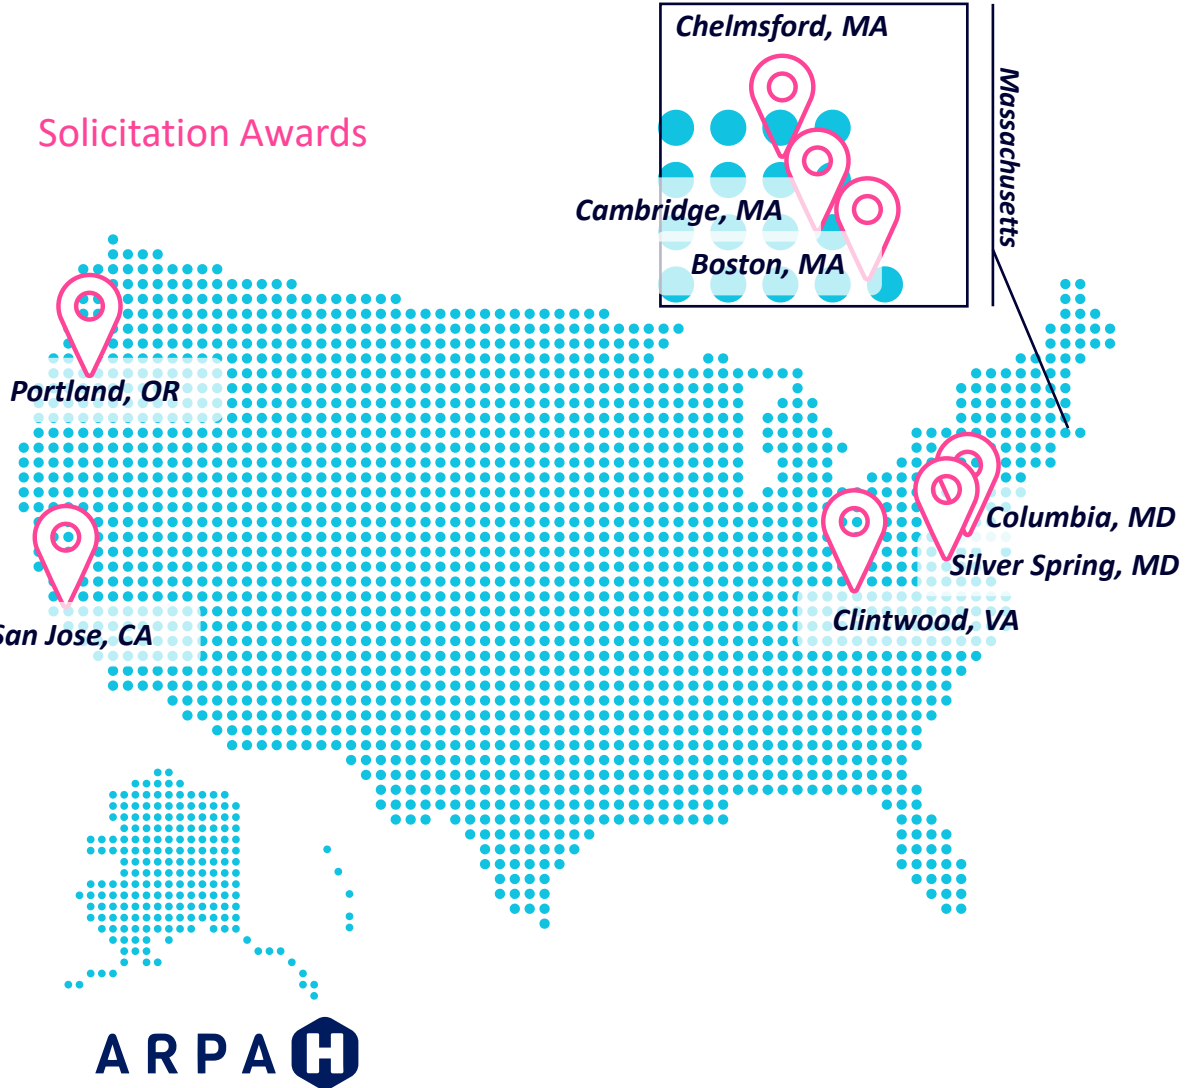 Chelmsford, MA
Massachusetts
Solicitation Awards
Cambridge, MA
Boston, MA
Portland, OR
Columbia, MD
Silver Spring, MD
Clintwood, VA
San Jose, CA
ARPA H